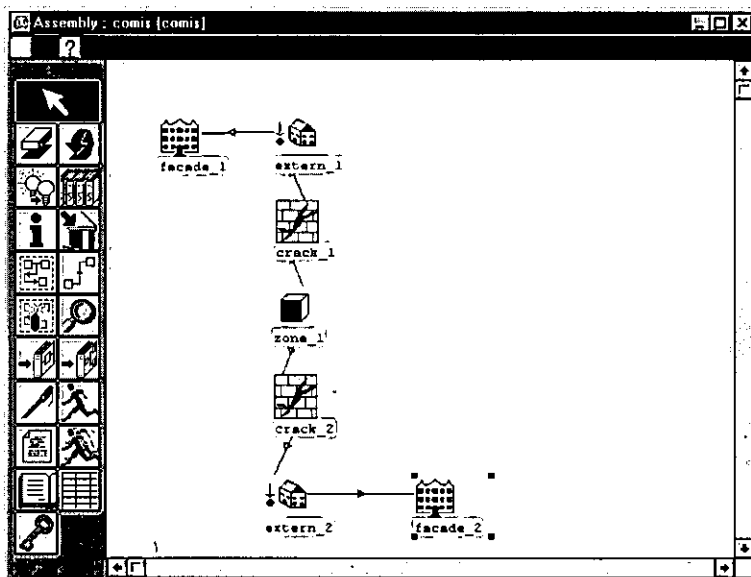 Assembly : comis [comis]
?
facade_1
extern_1
crack_1
zone_1
crack_2
extern_2
facade_2